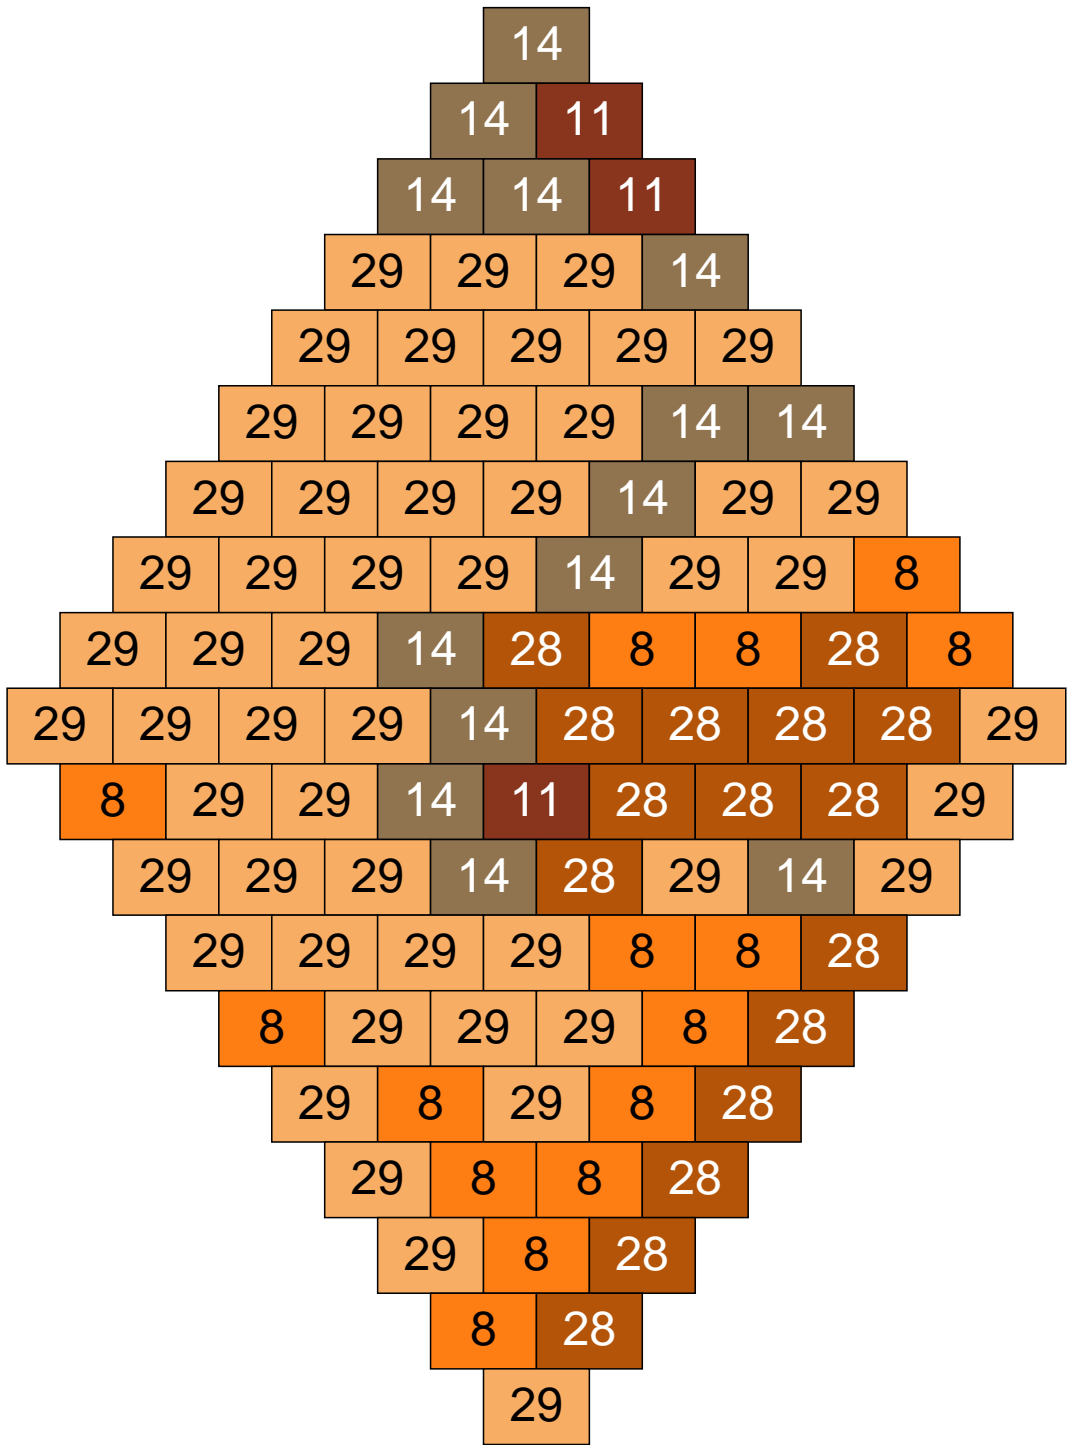 14
14 11
14 14 11
29 29 29 14
29 29 29 29 29
29 29 29 29 14 14
29 29 29 29 14 29 29
29 29 29 29 14 29 29 8
29 29 29 14 28 8 8 28 8
29 29 29 29 14 28 28 28 28 29
8 29 29 14 11 28 28 28 29
29 29 29 14 28 29 14 29
29 29 29 29 8 8 28
8 29 29 29 8 28
29 8 29 8 28
29 8 8 28
29 8 28
8 28
29